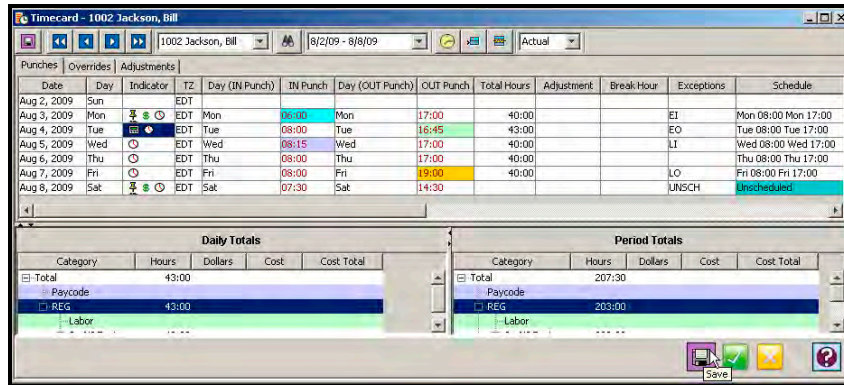 Timecard - 1002 Jackson, Bill
1002 Jackson, Bill 8/2/09 - 8/8/09 Actual
Punches Overrides Adjustments
Date Day Indicator TZ Day (IN Punch) IN Punch Day (OUT Punch) OUT Punch Total Hours Adjustment Break Hour Exceptions Schedule
Aug 2, 2009 Sun EDT
Aug 3, 2009 Mon $ EDT Mon 06:00 Mon 17:00 40:00 EI Mon 08:00 Mon 17:00
Aug 4, 2009 Tue EDT Tue 08:00 Tue 16:45 43:00 EO Tue 08:00 Tue 17:00
Aug 5, 2009 Wed EDT Wed 08:15 Wed 17:00 40:00 LI Wed 08:00 Wed 17:00
Aug 6, 2009 Thu EDT Thu 08:00 Thu 17:00 40:00 Thu 08:00 Thu 17:00
Aug 7, 2009 Fri EDT Fri 08:00 Fri 19:00 40:00 LO Fri 08:00 Fri 17:00
Aug 8, 2009 Sat $ EDT Sat 07:30 Sat 14:30 UNSCH Unscheduled
Daily Totals Period Totals
Category Hours Dollars Cost Cost Total Category Hours Dollars Cost Cost Total
Total 43:00 Total 207:30
Paycode Paycode
REG 43:00 REG 203:00
Labor Labor
?
Save